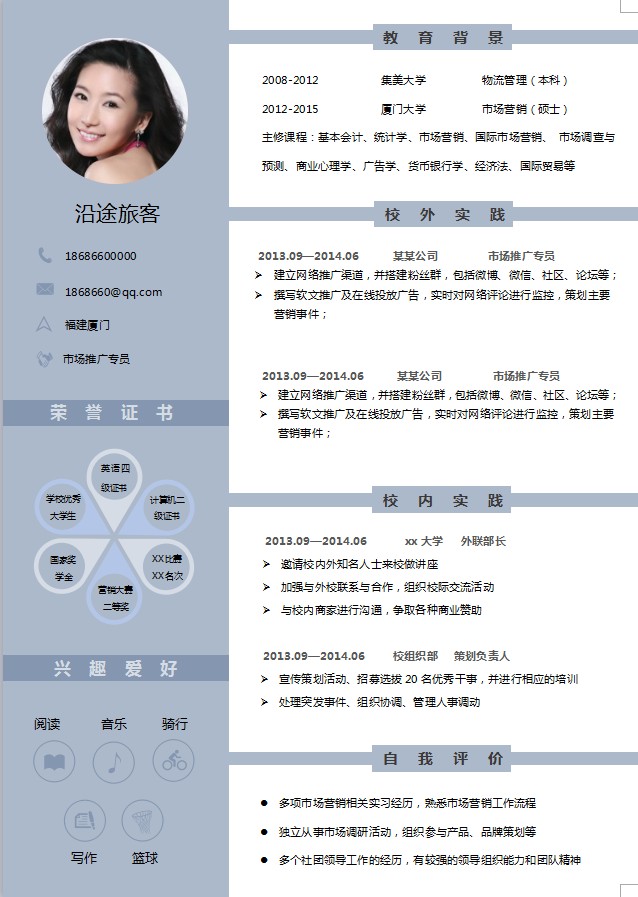 沿途旅客
18686600000
1868660@qq.com
福建厦门
市场推广专员
荣 誉 证 书
英语四
级证书
学校优秀
大学生
计算机二
级证书
国家奖
学金
XX比赛
XX名次
营销大赛
二等奖
兴 趣 爱 好
阅读 音乐 骑行
写作 篮球
教 育 背 景
2008-2012 集美大学 物流管理（本科）
2012-2015 厦门大学 市场营销（硕士）
主修课程：基本会计、统计学、市场营销、国际市场营销、 市场调查与
预测、商业心理学、广告学、货币银行学、经济法、国际贸易等
校 外 实 践
2013.09—2014.06 某某公司 市场推广专员
➢ 建立网络推广渠道，并搭建粉丝群，包括微博、微信、社区、论坛等；
➢ 撰写软文推广及在线投放广告，实时对网络评论进行监控，策划主要
营销事件；
2013.09—2014.06 某某公司 市场推广专员
➢ 建立网络推广渠道，并搭建粉丝群，包括微博、微信、社区、论坛等；
➢ 撰写软文推广及在线投放广告，实时对网络评论进行监控，策划主要
营销事件；
校 内 实 践
2013.09—2014.06 xx 大学 外联部长
➢ 邀请校内外知名人士来校做讲座
➢ 加强与外校联系与合作，组织校际交流活动
➢ 与校内商家进行沟通，争取各种商业赞助
2013.09—2014.06 校组织部 策划负责人
➢ 宣传策划活动、招募选拔 20 名优秀干事，并进行相应的培训
➢ 处理突发事件、组织协调、管理人事调动
自 我 评 价
● 多项市场营销相关实习经历，熟悉市场营销工作流程
● 独立从事市场调研活动，组织参与产品、品牌策划等
● 多个社团领导工作的经历，有较强的领导组织能力和团队精神